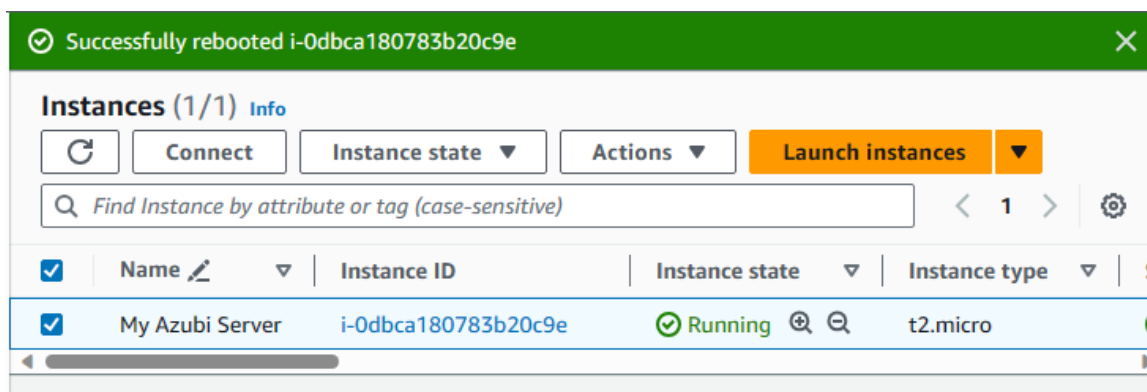 Successfully rebooted i-0dbca180783b20c9e
Instances (1/1) Info
Connect Instance state Actions Launch instances
Find Instance by attribute or tag (case-sensitive) 1
Name Instance ID Instance state Instance type
My Azubi Server i-0dbca180783b20c9e Running t2.micro